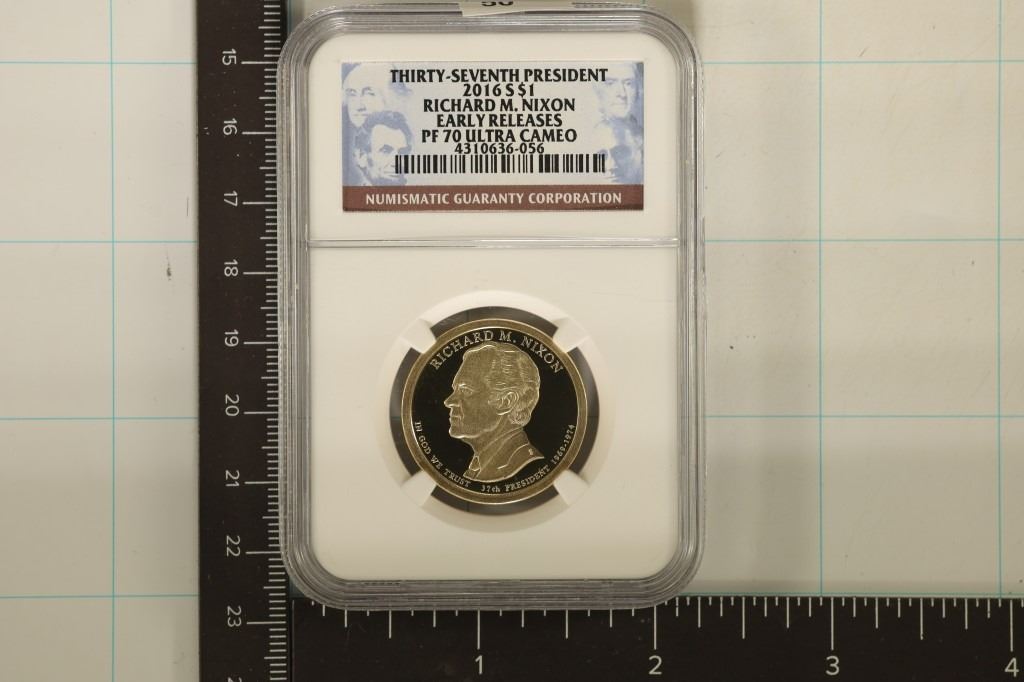 THIRTY-SEVENTH PRESIDENT
2016 S $1
RICHARD M. NIXON
EARLY RELEASES
PF 70 ULTRA CAMEO
4310636-056
NUMISMATIC GUARANTY CORPORATION
RICHARD M. NIXON
IN GOD WE TRUST
37th PRESIDENT 1969-1974
15
16
17
18
19
20
21
22
23
1 2 3 4